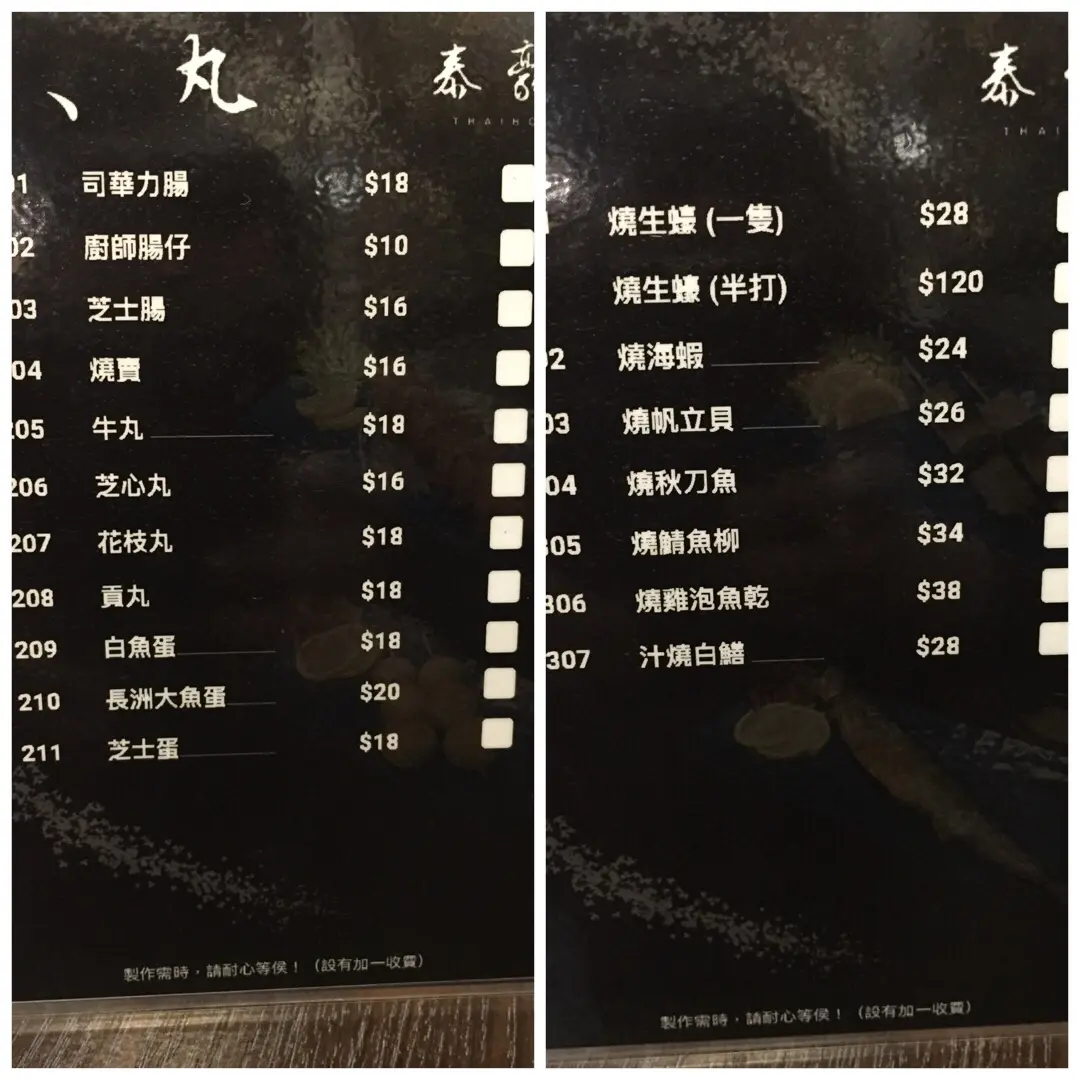 、丸
泰豪
THAIHO
01 司華力腸 $18
02 廚師腸仔 $10
03 芝士腸 $16
04 燒賣 $16
205 牛丸 $18
206 芝心丸 $16
207 花枝丸 $18
208 貢丸 $18
209 白魚蛋 $18
210 長洲大魚蛋 $20
211 芝士蛋 $18
製作需時，請耐心等侯！（設有加一收費）
泰
THAI
燒生蠔 (一隻) $28
燒生蠔 (半打) $120
02 燒海蝦 $24
03 燒帆立貝 $26
04 燒秋刀魚 $32
305 燒鯖魚柳 $34
306 燒雞泡魚乾 $38
307 汁燒白鱔 $28
製作需時，請耐心等侯！（設有加一收費）